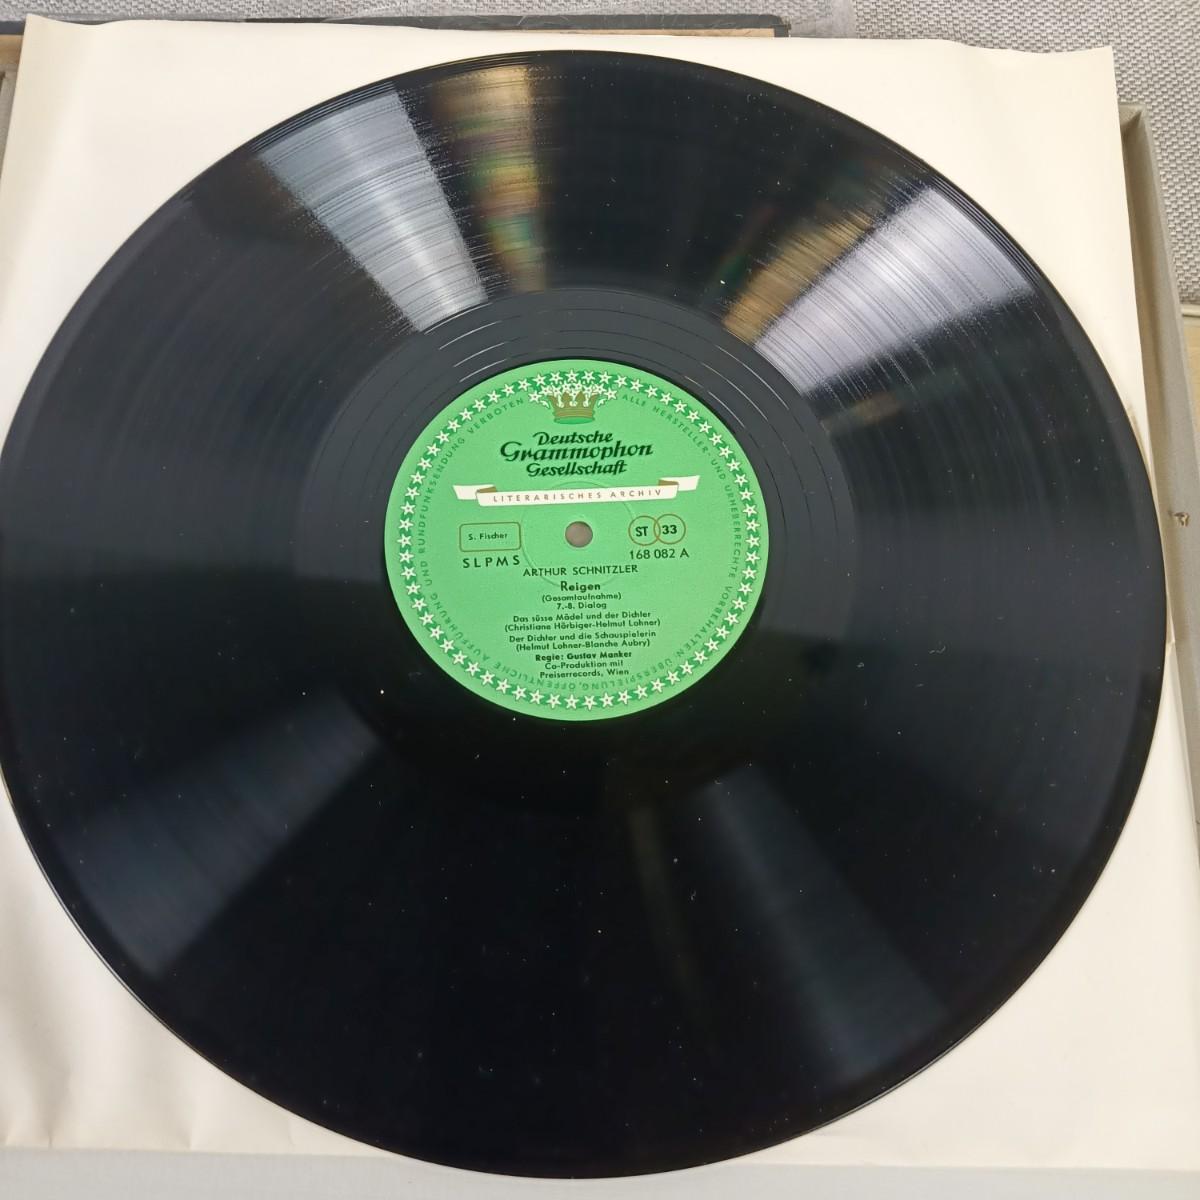 Deutsche
Grammophon
Gesellschaft
LITERARISCHES ARCHIV
S. Fischer
ST 33
SLPMS
168 082 A
ARTHUR SCHNITZLER
Reigen
(Gesamtaufnahme)
7.-8. Dialog
Das süsse Mädel und der Dichter
(Christiane Hörbiger-Helmut Lohner)
Der Dichter und die Schauspielerin
(Helmut Lohner-Blanche Aubry)
Regie: Gustav Manker
Co-Produktion mit
Preiserrecords, Wien
ALLE HERSTELLER- UND URHEBERRECHTE VORBEHALTEN. ÜBERSPIELUNG, ÖFFENTLICHE AUFFÜHRUNG UND RUNDFUNKSENDUNG VERBOTEN